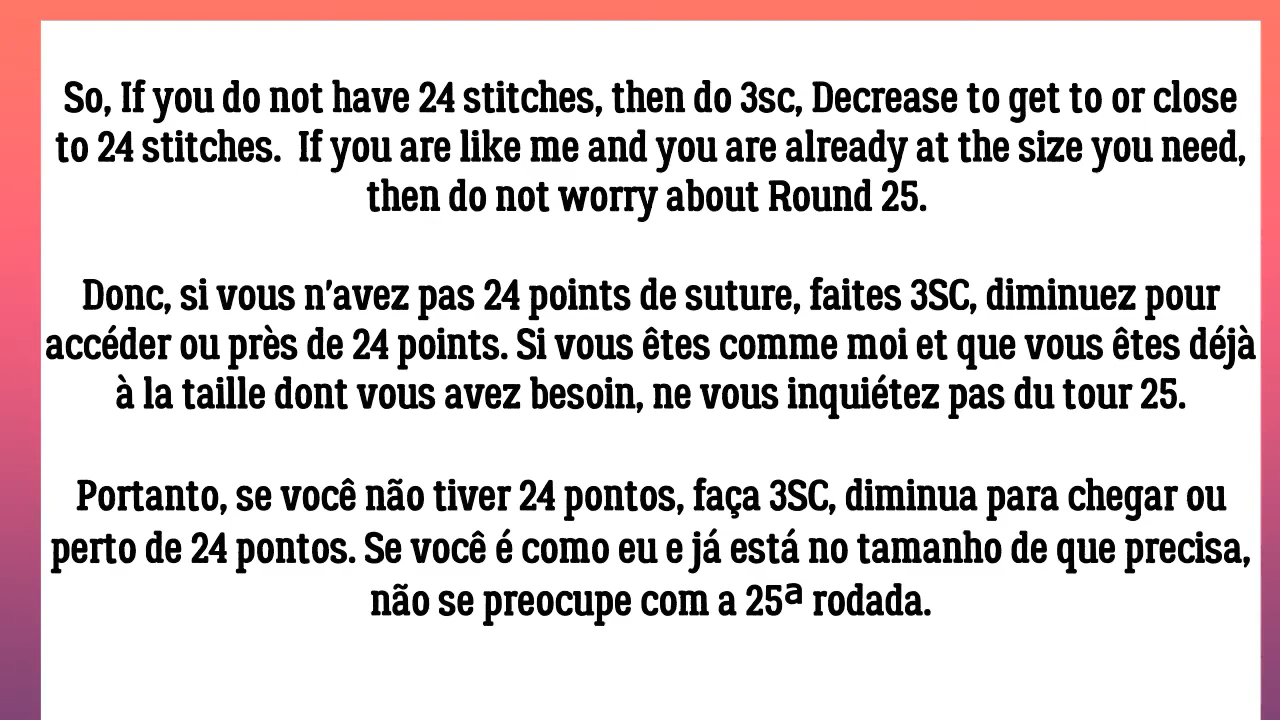 So, If you do not have 24 stitches, then do 3sc, Decrease to get to or close
to 24 stitches.  If you are like me and you are already at the size you need,
then do not worry about Round 25.
Donc, si vous n'avez pas 24 points de suture, faites 3SC, diminuez pour
accéder ou près de 24 points. Si vous êtes comme moi et que vous êtes déjà
à la taille dont vous avez besoin, ne vous inquiétez pas du tour 25.
Portanto, se você não tiver 24 pontos, faça 3SC, diminua para chegar ou
perto de 24 pontos. Se você é como eu e já está no tamanho de que precisa,
não se preocupe com a 25ª rodada.